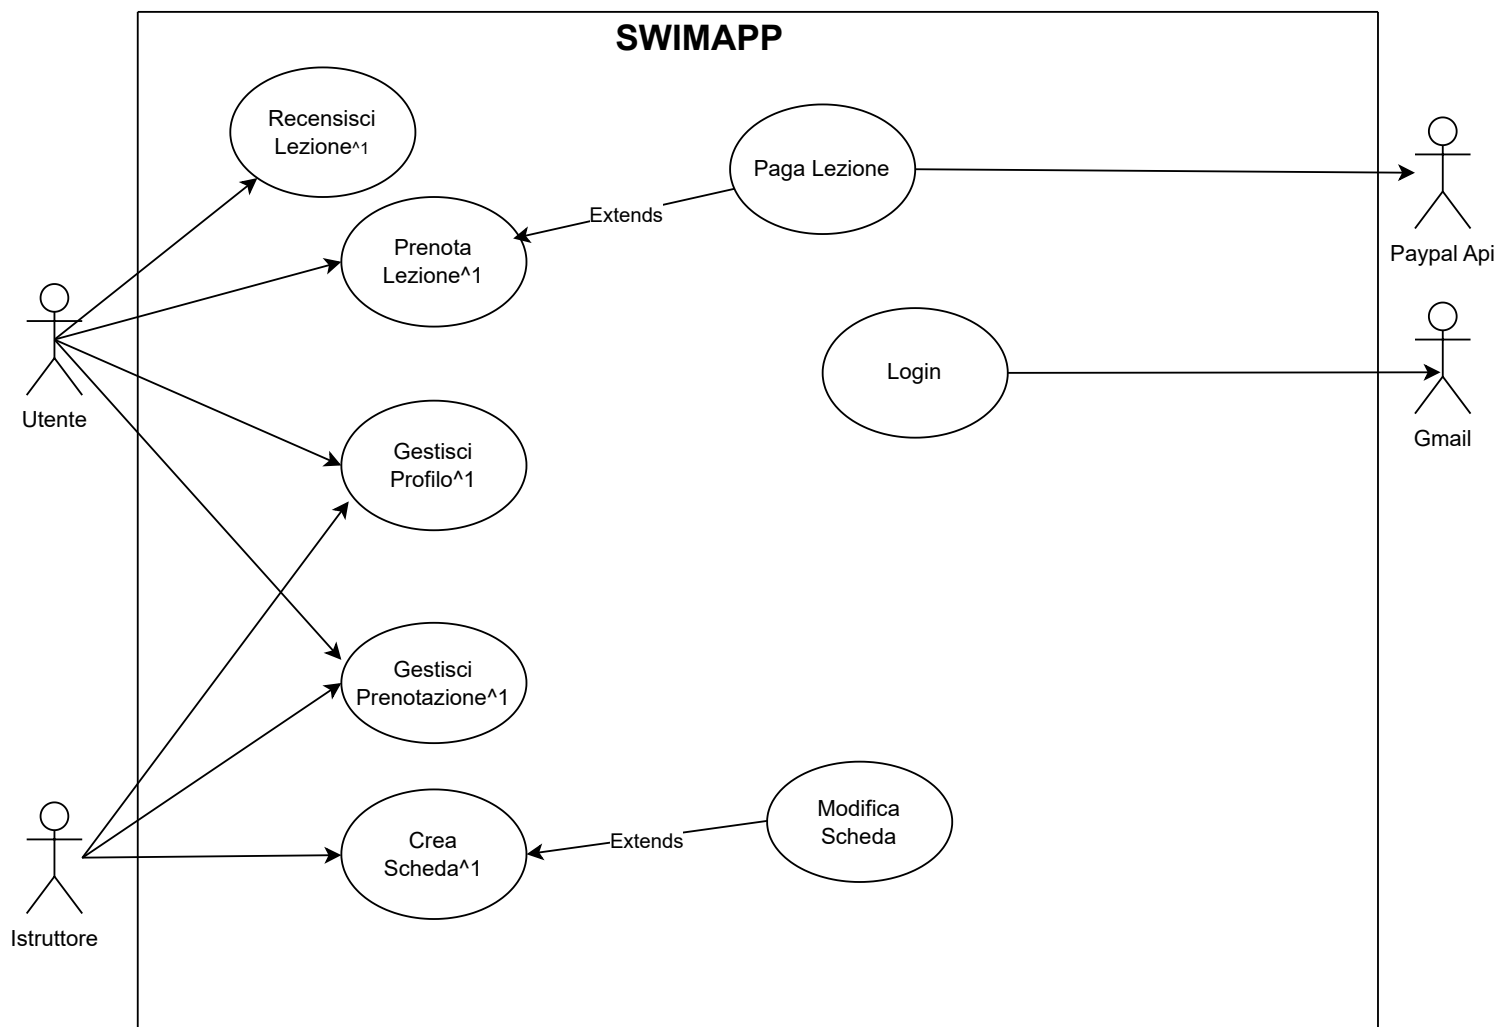 SWIMAPP
Recensisci
Lezione^1
Paga Lezione
Extends
Prenota
Lezione^1
Paypal Api
Utente
Login
Gmail
Gestisci
Profilo^1
Gestisci
Prenotazione^1
Crea
Scheda^1
Extends
Modifica
Scheda
Istruttore